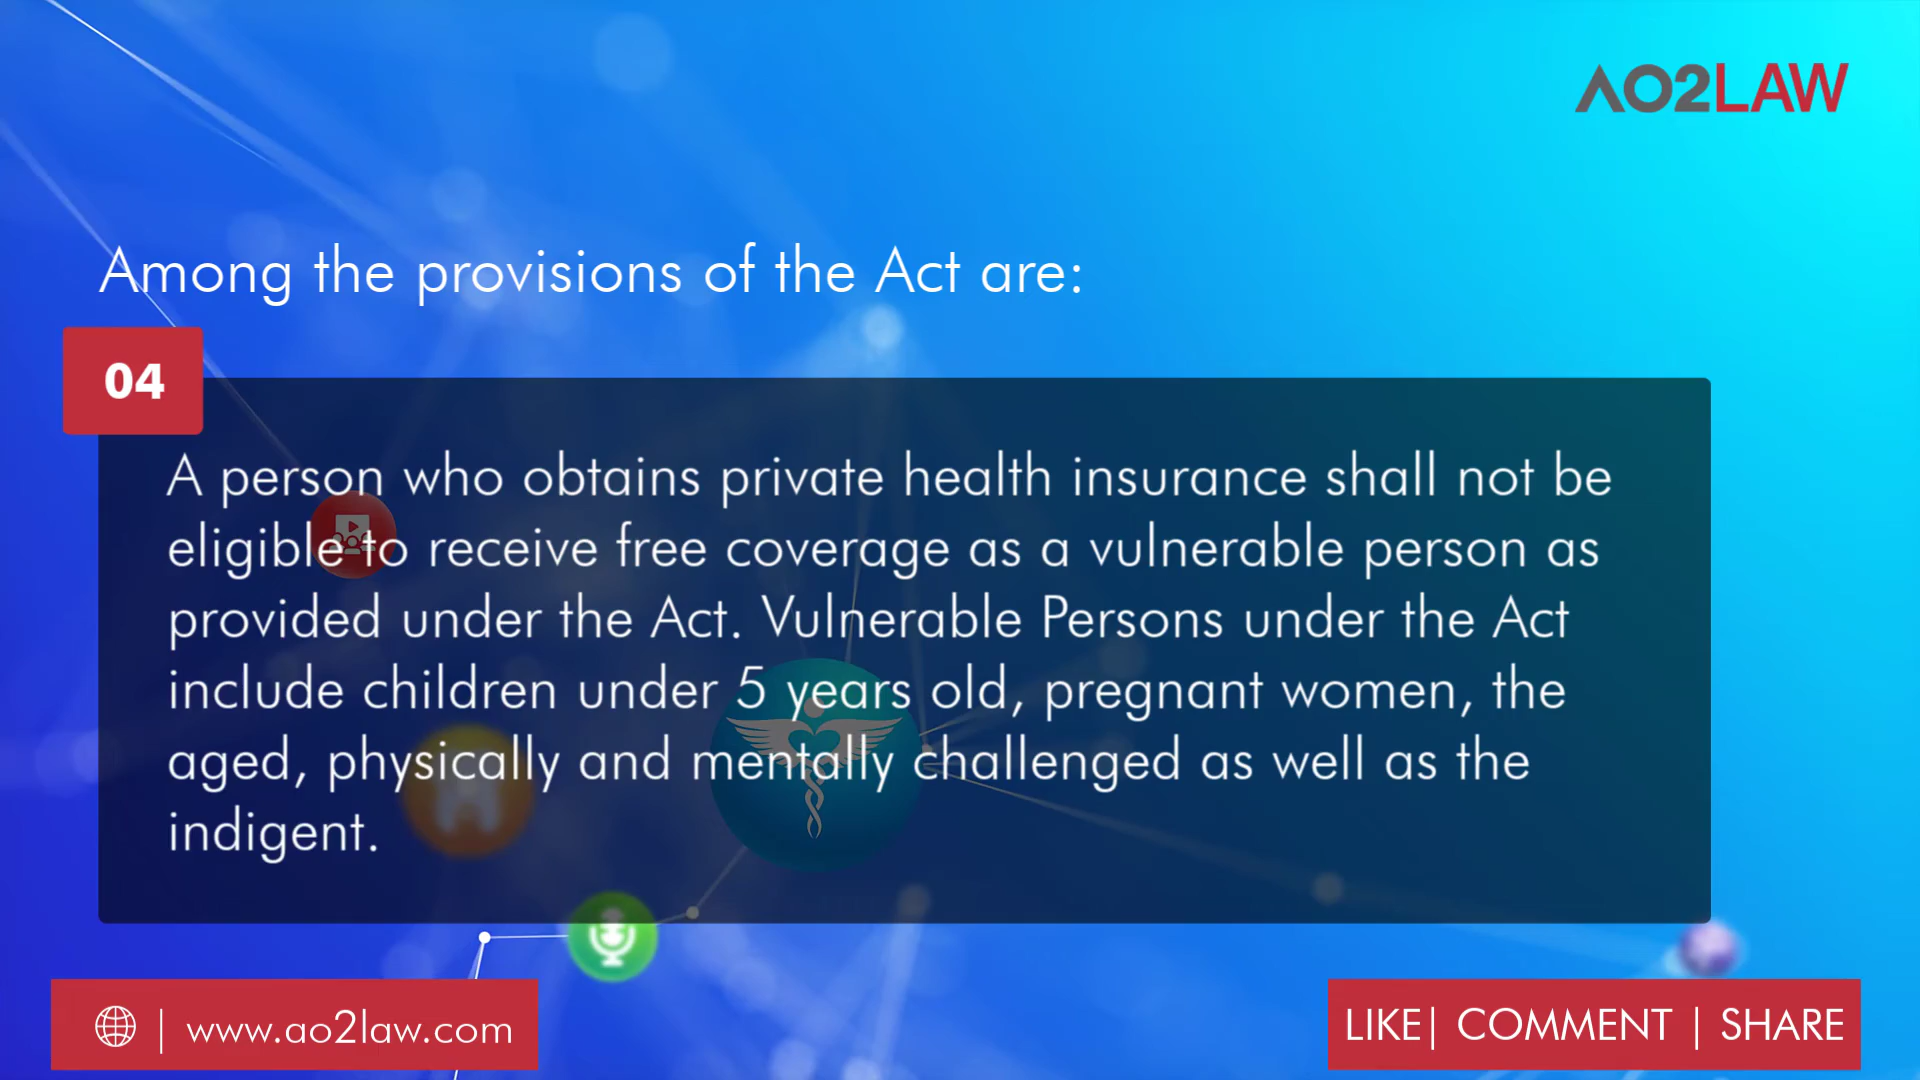 AO2LAW
Among the provisions of the Act are:
04
A person who obtains private health insurance shall not be
eligible to receive free coverage as a vulnerable person as
provided under the Act. Vulnerable Persons under the Act
include children under 5 years old, pregnant women, the
aged, physically and mentally challenged as well as the
indigent.
| www.ao2law.com
LIKE| COMMENT | SHARE